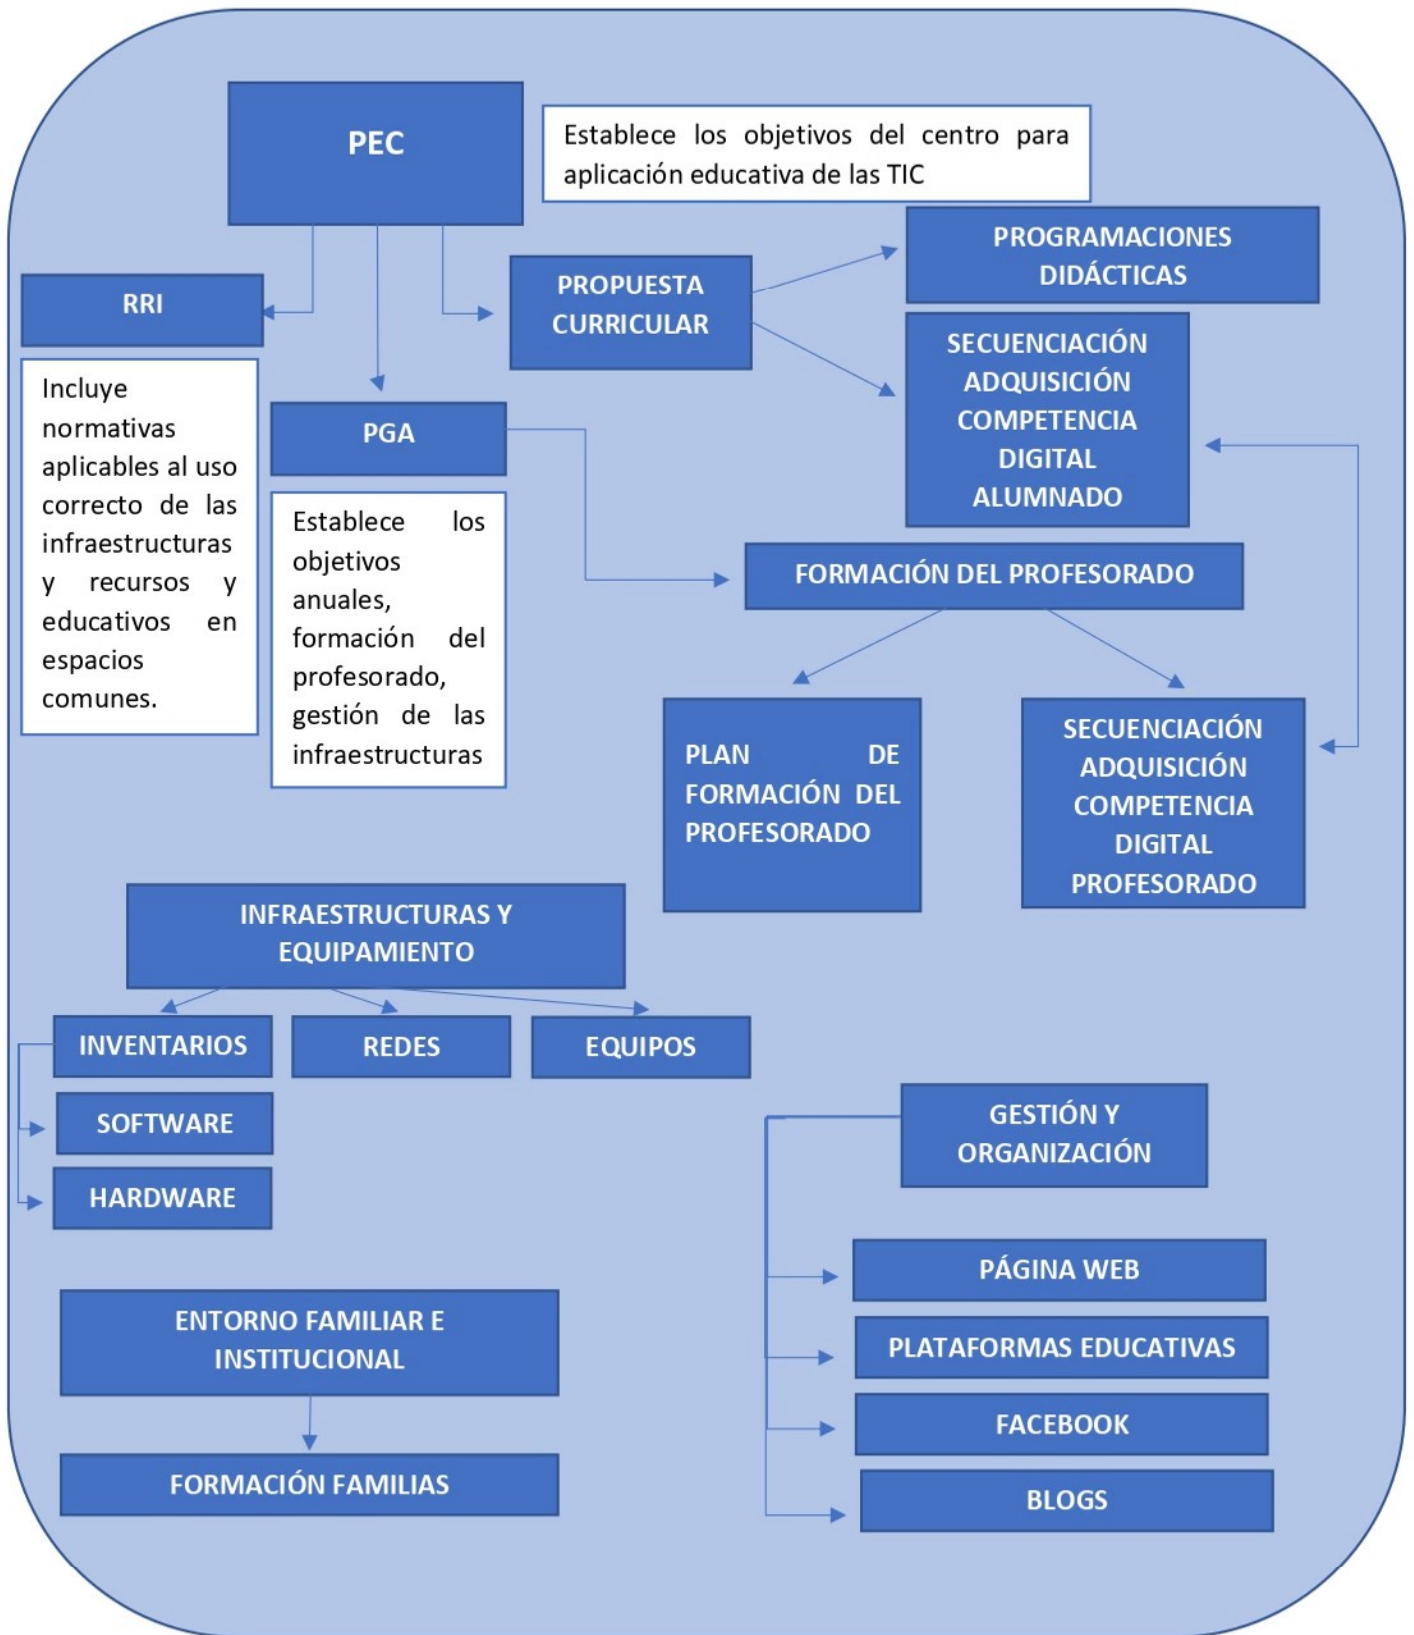 PEC
Establece los objetivos del centro para
aplicación educativa de las TIC
PROGRAMACIONES
DIDÁCTICAS
RRI
PROPUESTA
CURRICULAR
SECUENCIACIÓN
ADQUISICIÓN
COMPETENCIA
DIGITAL
ALUMNADO
Incluye
normativas
aplicables al uso
correcto de las
infraestructuras
y recursos y
educativos en
espacios
comunes.
PGA
Establece los
objetivos
anuales,
formación del
profesorado,
gestión de las
infraestructuras
FORMACIÓN DEL PROFESORADO
PLAN DE
FORMACIÓN DEL
PROFESORADO
SECUENCIACIÓN
ADQUISICIÓN
COMPETENCIA
DIGITAL
PROFESORADO
INFRAESTRUCTURAS Y
EQUIPAMIENTO
INVENTARIOS
REDES
EQUIPOS
SOFTWARE
HARDWARE
GESTIÓN Y
ORGANIZACIÓN
PÁGINA WEB
PLATAFORMAS EDUCATIVAS
FACEBOOK
BLOGS
ENTORNO FAMILIAR E
INSTITUCIONAL
FORMACIÓN FAMILIAS